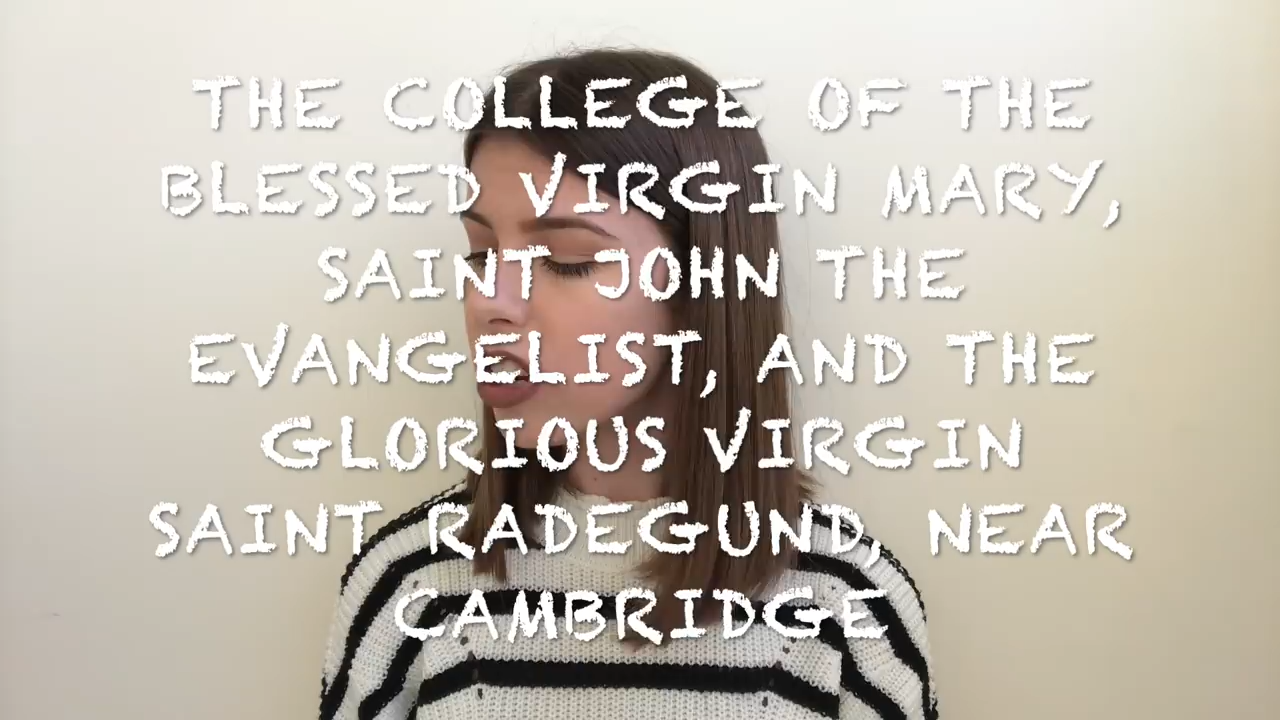 THE COLLEGE OF THE
BLESSED VIRGIN MARY,
SAINT JOHN THE
EVANGELIST, AND THE
GLORIOUS VIRGIN
SAINT RADEGUND, NEAR
CAMBRIDGE